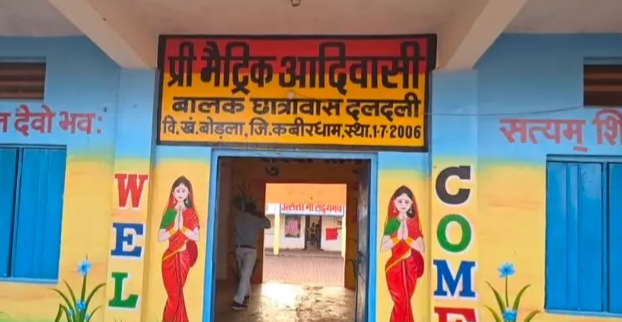 प्री मैट्रिक आदिवासी
बालक छात्रावास दलदली
वि.खं.बोड़ला, जि.कबीरधाम, स्था.1-7-2006
देवो भव:
सत्यम्
WEL
COME